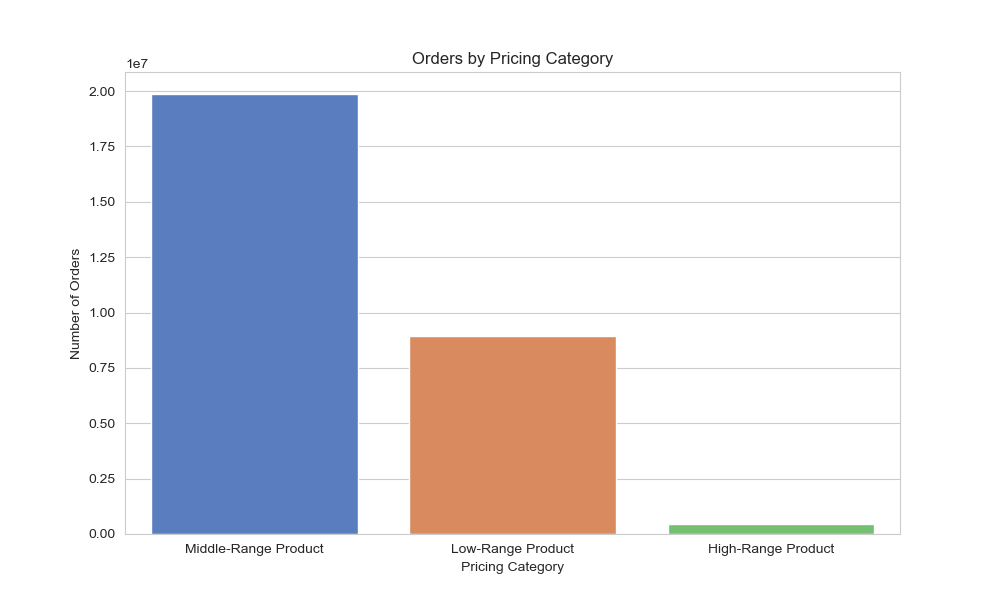 Orders by Pricing Category
1e7
2.00
1.75
1.50
1.25
1.00
0.75
0.50
0.25
0.00
Number of Orders
Middle-Range Product
Low-Range Product
High-Range Product
Pricing Category